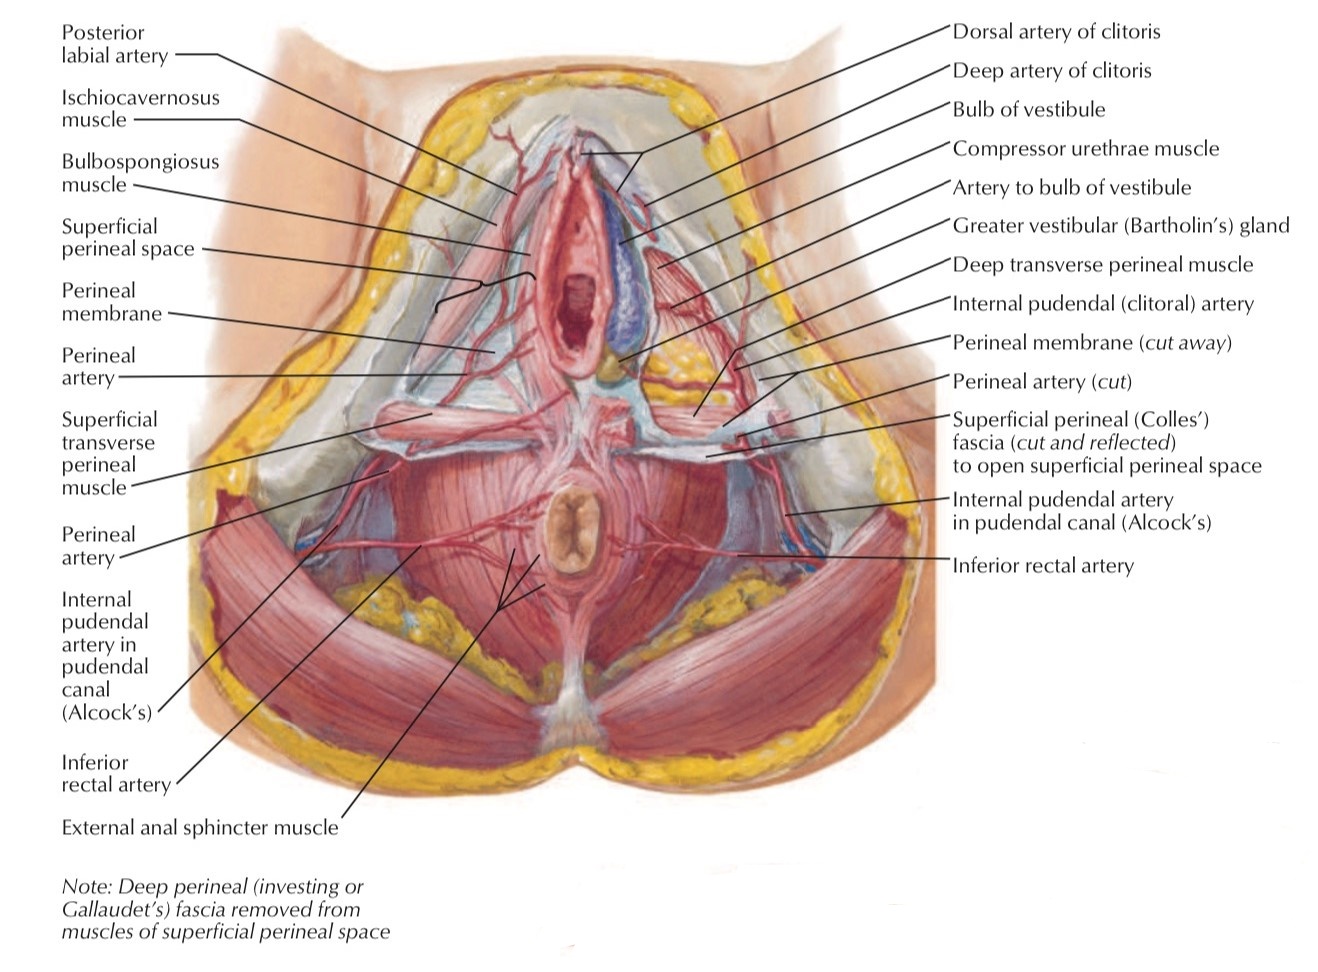 Posterior
labial artery
Ischiocavernosus
muscle
Bulbospongiosus
muscle
Superficial
perineal space
Perineal
membrane
Perineal
artery
Superficial
transverse
perineal
muscle
Perineal
artery
Internal
pudendal
artery in
pudendal
canal
(Alcock's)
Inferior
rectal artery
External anal sphincter muscle
Note: Deep perineal (investing or
Gallaudet's) fascia removed from
muscles of superficial perineal space
Dorsal artery of clitoris
Deep artery of clitoris
Bulb of vestibule
Compressor urethrae muscle
Artery to bulb of vestibule
Greater vestibular (Bartholin's) gland
Deep transverse perineal muscle
Internal pudendal (clitoral) artery
Perineal membrane (cut away)
Perineal artery (cut)
Superficial perineal (Colles')
fascia (cut and reflected)
to open superficial perineal space
Internal pudendal artery
in pudendal canal (Alcock's)
Inferior rectal artery